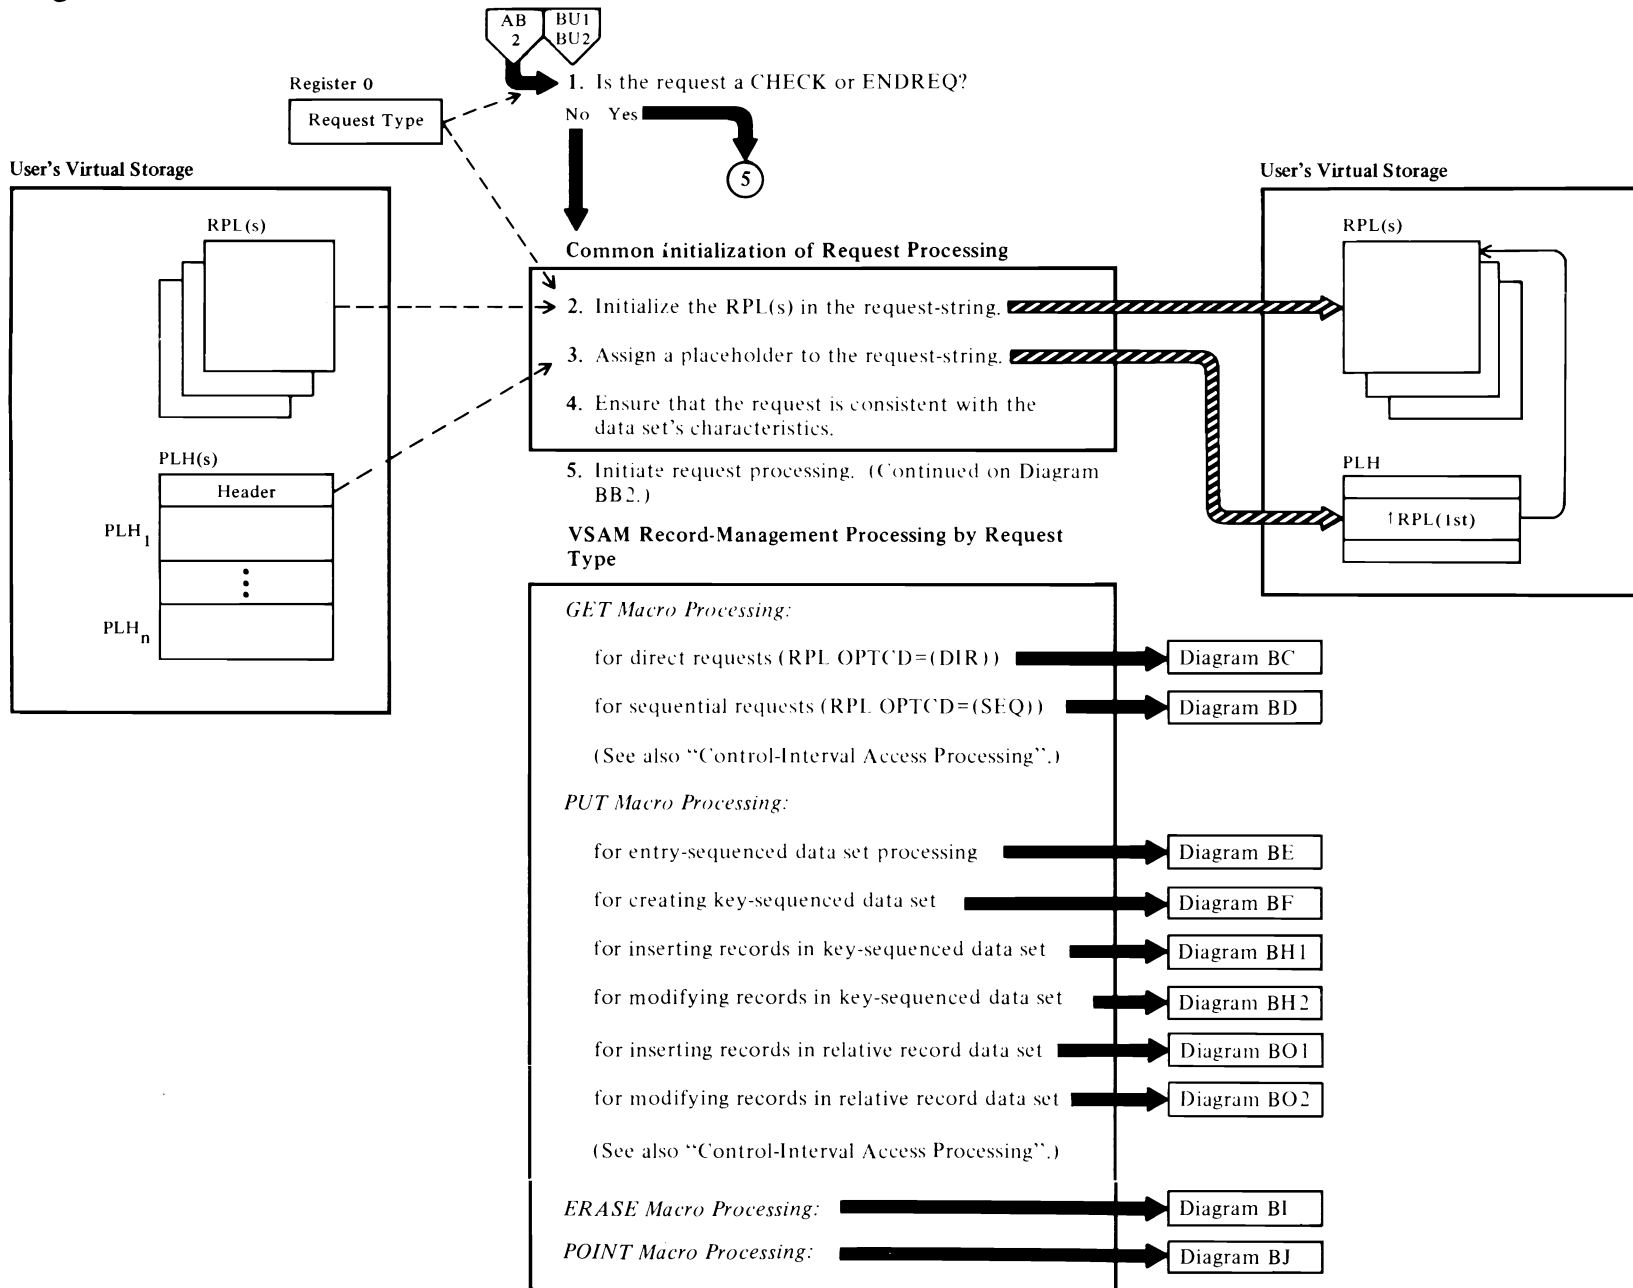 AB
2
BU1
BU2
1. Is the request a CHECK or ENDREQ?
Register 0
Request Type
No Yes
5
User's Virtual Storage
RPL(s)
PLH(s)
Header
PLH1
PLHn
Common Initialization of Request Processing
2. Initialize the RPL(s) in the request-string.
3. Assign a placeholder to the request-string.
4. Ensure that the request is consistent with the
data set's characteristics.
5. Initiate request processing. (Continued on Diagram
BB2.)
User's Virtual Storage
RPL(s)
PLH
↑RPL(1st)
VSAM Record-Management Processing by Request
Type
GET Macro Processing:
for direct requests (RPL OPTCD=(DIR)) Diagram BC
for sequential requests (RPL OPTCD=(SEQ)) Diagram BD
(See also “Control-Interval Access Processing”.)
PUT Macro Processing:
for entry-sequenced data set processing Diagram BE
for creating key-sequenced data set Diagram BF
for inserting records in key-sequenced data set Diagram BH1
for modifying records in key-sequenced data set Diagram BH2
for inserting records in relative record data set Diagram BO1
for modifying records in relative record data set Diagram BO2
(See also “Control-Interval Access Processing”.)
ERASE Macro Processing: Diagram BI
POINT Macro Processing: Diagram BJ